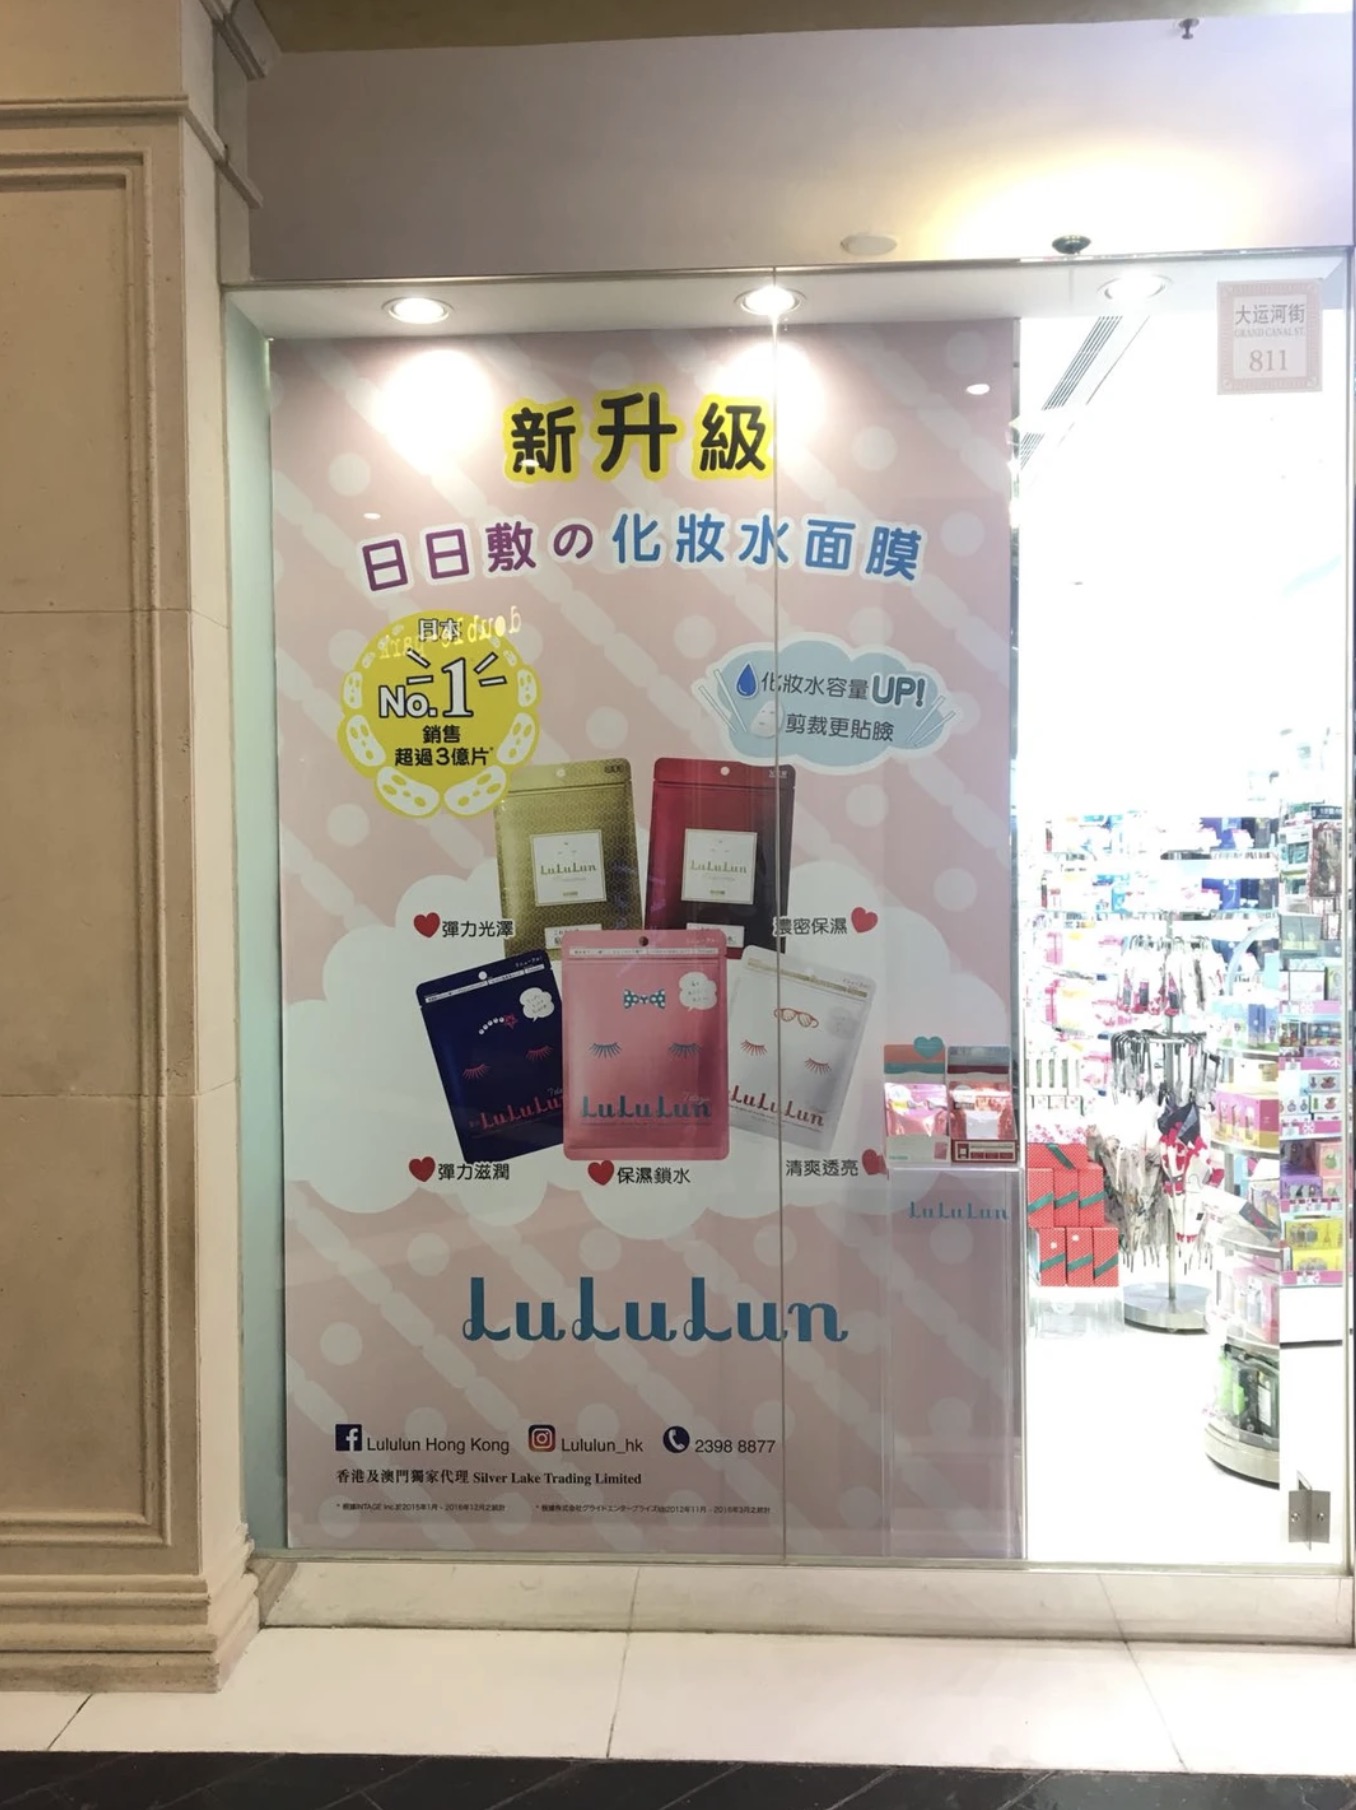 大运河街
GRAND CANAL ST.
811
新升級
日日敷の化妝水面膜
日本
No.1
銷售
超過3億片*
化妝水容量UP!
剪裁更貼臉
LuLuLun
LuLuLun
彈力光澤
濃密保濕
LuLuLun
LuLuLun
LuLuLun
彈力滋潤
保濕鎖水
清爽透亮
LuLuLun
LuLuLun
Lululun Hong Kong Lululun_hk 2398 8877
香港及澳門獨家代理 Silver Lake Trading Limited